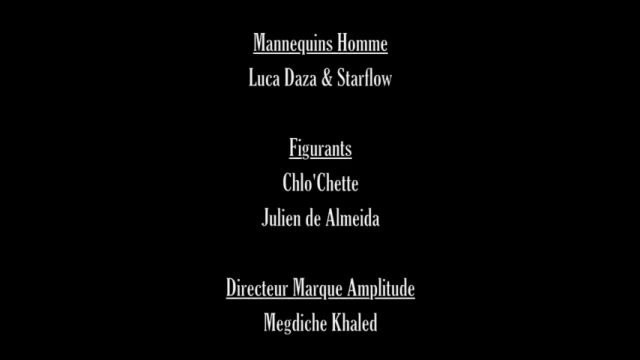 Mannequins Homme
Luca Daza & Starflow
Figurants
Chlo'Chette
Julien de Almeida
Directeur Marque Amplitude
Megdiche Khaled